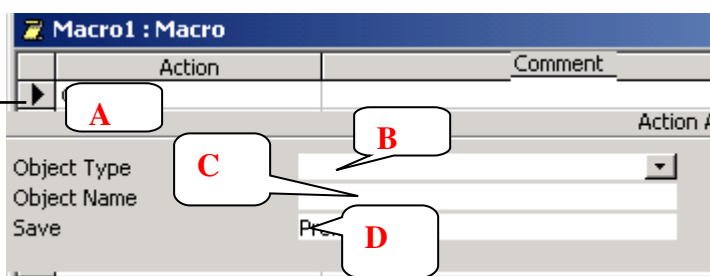 Macro1 : Macro
Action Comment
A
Action A
B
Object Type
C
Object Name
Save
D